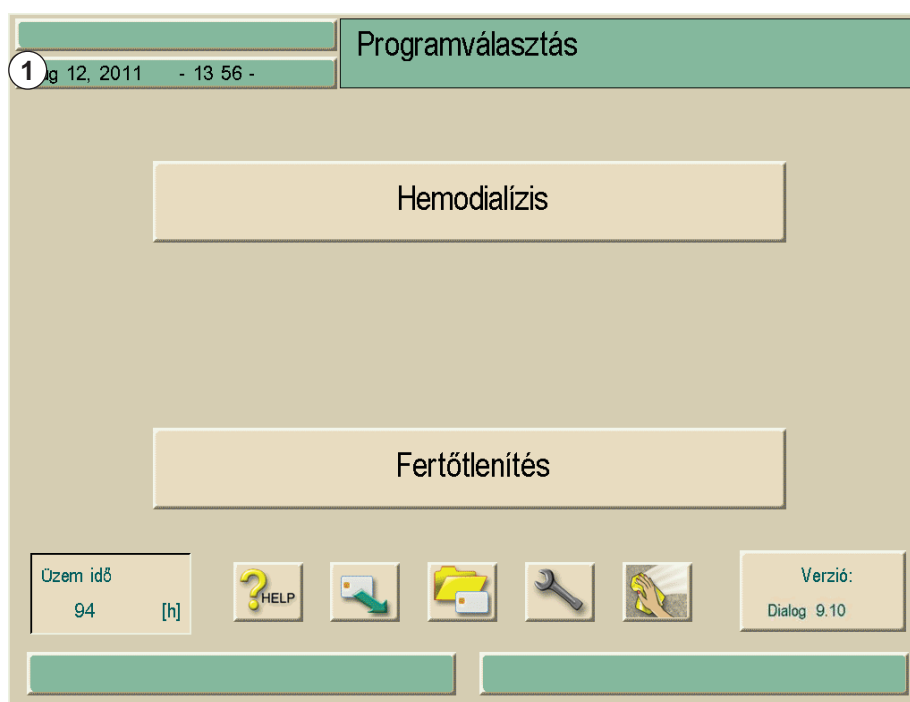 Programválasztás
1
12, 2011 - 13 56 -
Hemodialízis
Fertőtlenítés
Üzem idő
94 [h]
?HELP
Verzió:
Dialog 9.10